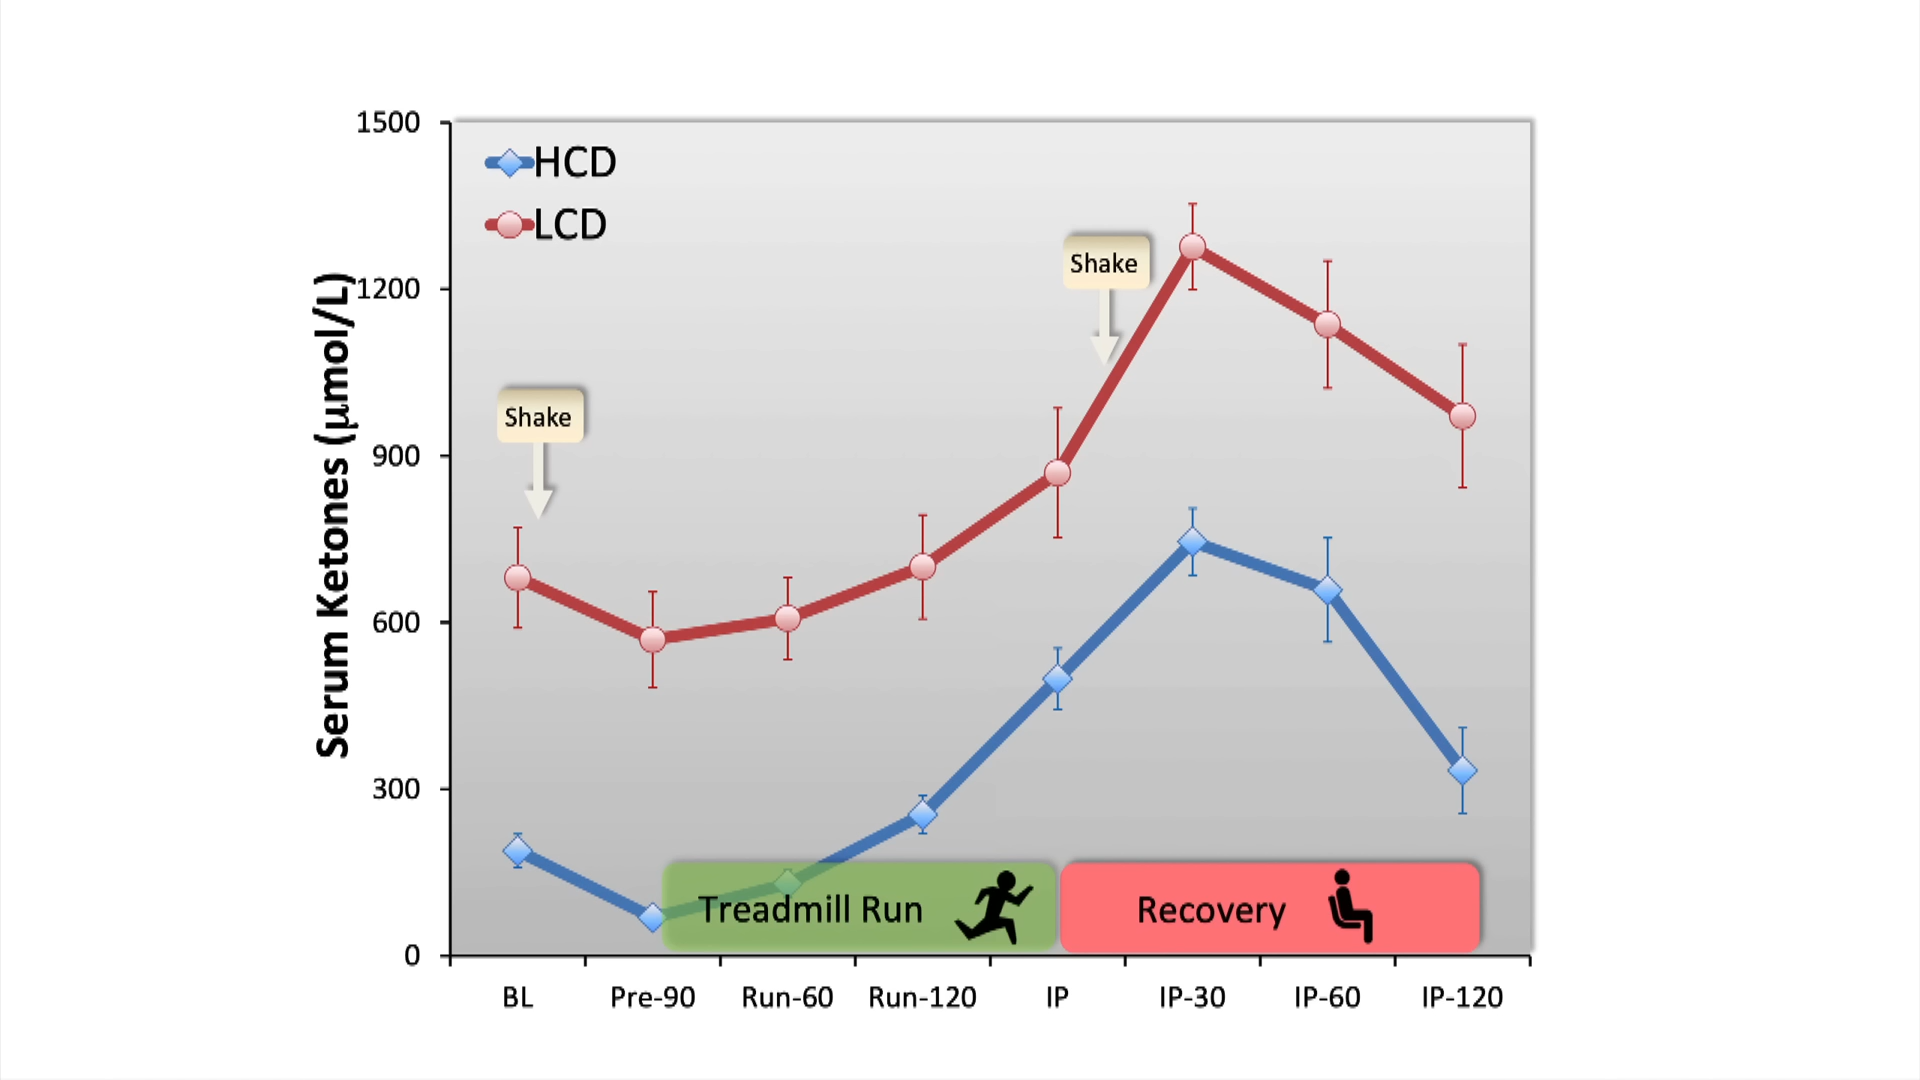 HCD
LCD
Shake
Shake
Serum Ketones (μmol/L)
1500
1200
900
600
300
0
Treadmill Run
Recovery
BL Pre-90 Run-60 Run-120 IP IP-30 IP-60 IP-120